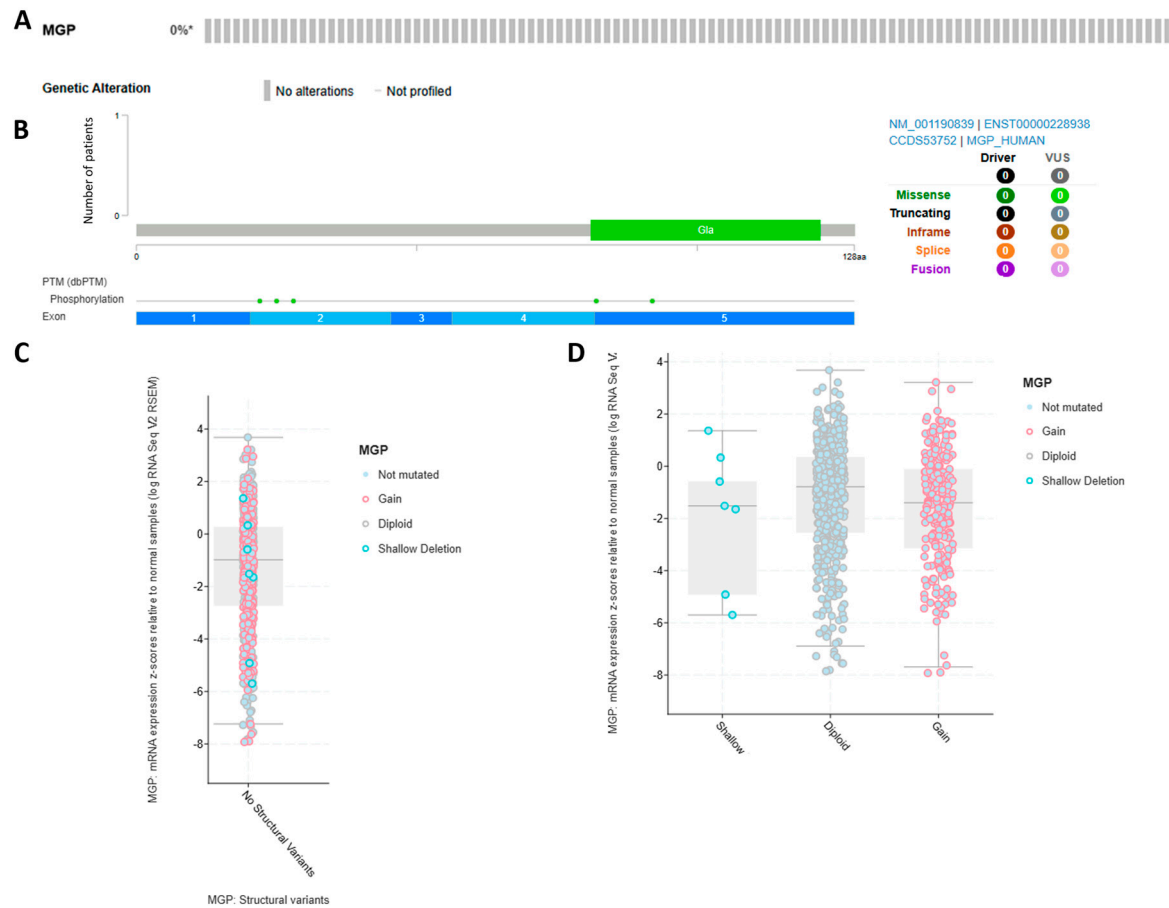 A
MGP 0%*
Genetic Alteration No alterations Not profiled
B
Number of patients
1
0
Gla
0 128aa
PTM (dbPTM)
Phosphorylation
Exon 1 2 3 4 5
NM_001190839 | ENST00000228938
CCDS53752 | MGP_HUMAN
Driver VUS
0 0
Missense 0 0
Truncating 0 0
Inframe 0 0
Splice 0 0
Fusion 0 0
C
MGP: mRNA expression z-scores relative to normal samples (log RNA Seq V2 RSEM)
4
2
0
-2
-4
-6
-8
No Structural Variants
MGP: Structural variants
MGP
Not mutated
Gain
Diploid
Shallow Deletion
D
MGP: mRNA expression z-scores relative to normal samples (log RNA Seq V.
4
2
0
-2
-4
-6
-8
Shallow
Diploid
Gain
MGP
Not mutated
Gain
Diploid
Shallow Deletion